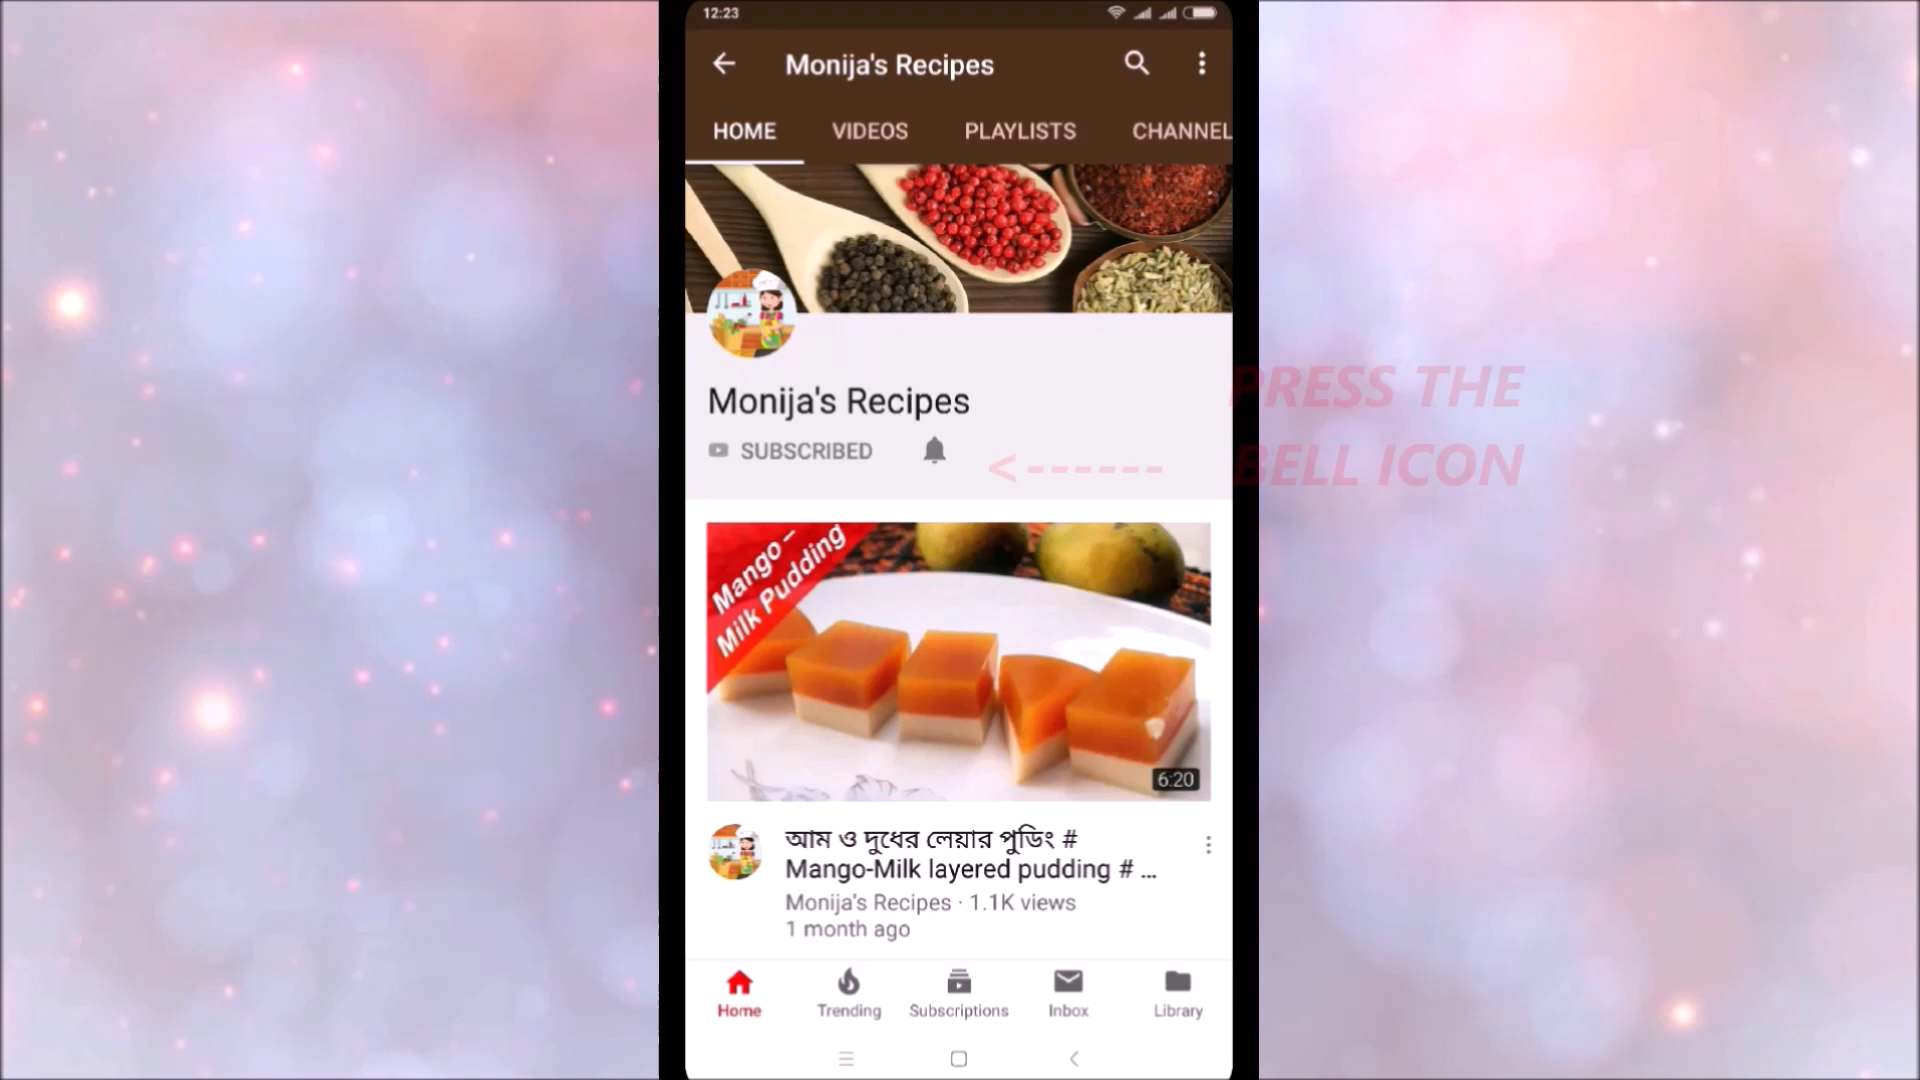 12:23
Monija's Recipes
HOME VIDEOS PLAYLISTS CHANNEL
Monija's Recipes
SUBSCRIBED
<------
PRESS THE
BELL ICON
Mango –
Milk Pudding
6:20
আম ও দুধের লেয়ার পুডিং #
Mango-Milk layered pudding # ...
Monija's Recipes · 1.1K views
1 month ago
Home Trending Subscriptions Inbox Library